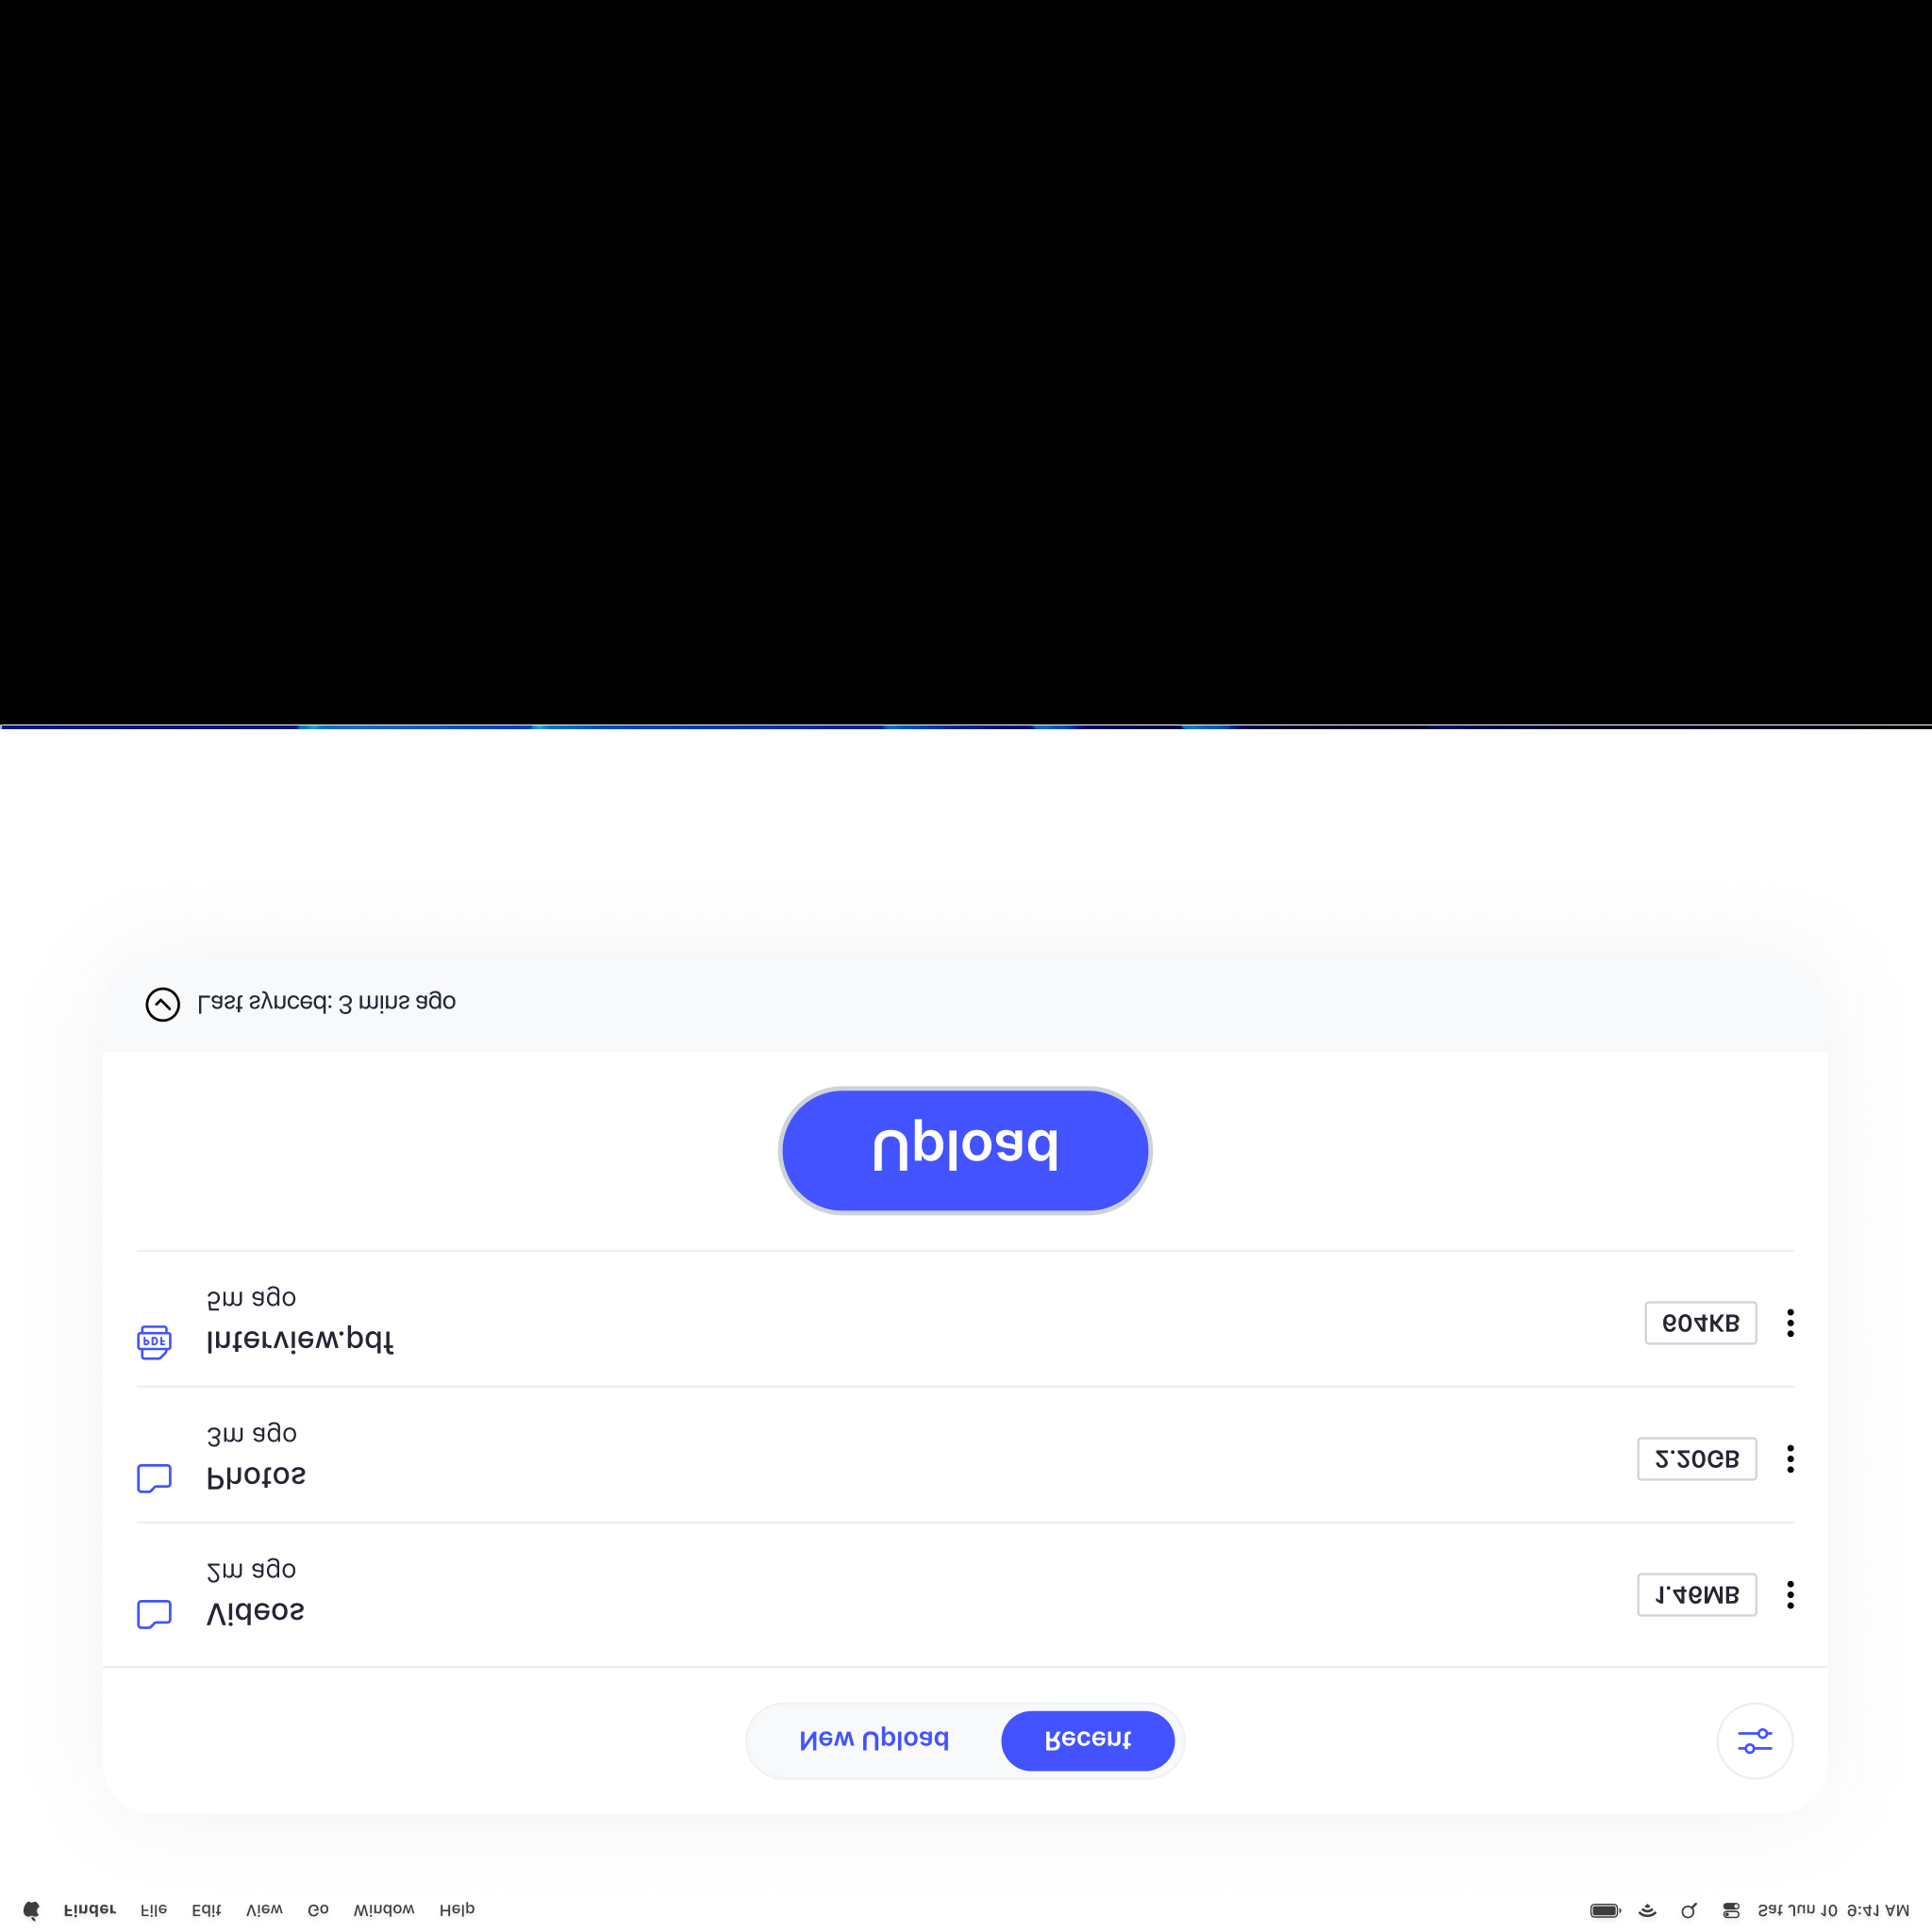 Finder File Edit View Go Window Help Sat Jun 10 9:41 AM
New Upload Recent
Videos 1.46MB
2m ago
Photos 2.20GB
3m ago
PDF Interview.pdf 604KB
5m ago
Upload
Last synced: 3 mins ago